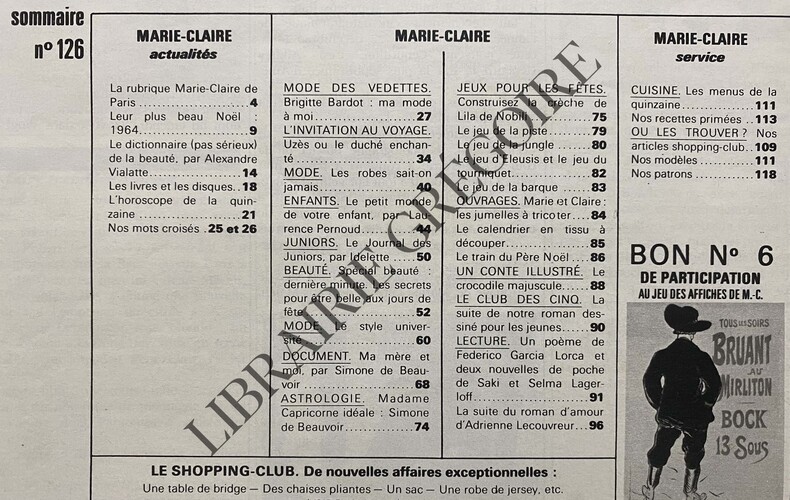 sommaire
nº 126
MARIE-CLAIRE
actualités
La rubrique Marie-Claire de
Paris ................. 4
Leur plus beau Noël :
1964 ................. 9
Le dictionnaire (pas sérieux)
de la beauté, par Alexandre
Vialatte ............... 14
Les livres et les disques.. 18
L'horoscope de la quin-
zaine ................. 21
Nos mots croisés . 25 et 26
MARIE-CLAIRE
MODE DES VEDETTES.
Brigitte Bardot : ma mode
à moi ................. 27
L'INVITATION AU VOYAGE.
Uzès ou le duché enchan-
té .................... 34
MODE. Les robes sait-on
jamais ................ 40
ENFANTS. Le petit monde
de votre enfant, par Lau-
rence Pernoud ......... 44
JUNIORS. Le Journal des
Juniors, par Idelette .... 50
BEAUTÉ. Spécial beauté :
dernière minute. Les secrets
pour être belle aux jours de
fête ................... 52
MODE. Le style univer-
sité ................... 60
DOCUMENT. Ma mère et
moi, par Simone de Beau-
voir .................. 68
ASTROLOGIE. Madame
Capricorne idéale : Simone
de Beauvoir ........... 74
JEUX POUR LES FÊTES.
Construisez la crèche de
Lila de Nobili .......... 75
Le jeu de la piste ....... 79
Le jeu de la jungle ...... 80
Le jeu d'Eleusis et le jeu du
tourniquet ............. 82
Le jeu de la barque ..... 83
OUVRAGES. Marie et Claire :
les jumelles à tricoter .... 84
Le calendrier en tissu à
découper .............. 85
Le train du Père Noël .... 86
UN CONTE ILLUSTRÉ. Le
crocodile majuscule ..... 88
LE CLUB DES CINQ. La
suite de notre roman des-
siné pour les jeunes ..... 90
LECTURE. Un poème de
Federico Garcia Lorca et
deux nouvelles de poche
de Saki et Selma Lager-
loff .................. 91
La suite du roman d'amour
d'Adrienne Lecouvreur ... 96
MARIE-CLAIRE
service
CUISINE. Les menus de la
quinzaine ............. 111
Nos recettes primées .. 113
OU LES TROUVER ? Nos
articles shopping-club.. 109
Nos modèles .......... 111
Nos patrons .......... 118
BON Nº 6
DE PARTICIPATION
AU JEU DES AFFICHES DE M.-C.
TOUS LES SOIRS
BRUANT
AU
MIRLITON
BOCK
13 SOUS
LE SHOPPING-CLUB. De nouvelles affaires exceptionnelles :
Une table de bridge — Des chaises pliantes — Un sac — Une robe de jersey, etc.
LIBRAIRIE GRÉGOIRE